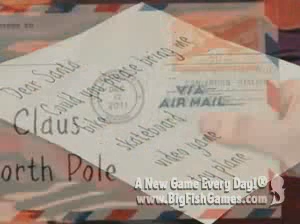 Dear Santa
Could you please bring me
bike
skateboard
video game
Claus
orth Pole
2011
VIA
AIR MAIL
A New Game Every Day!®
www.BigFishGames.com